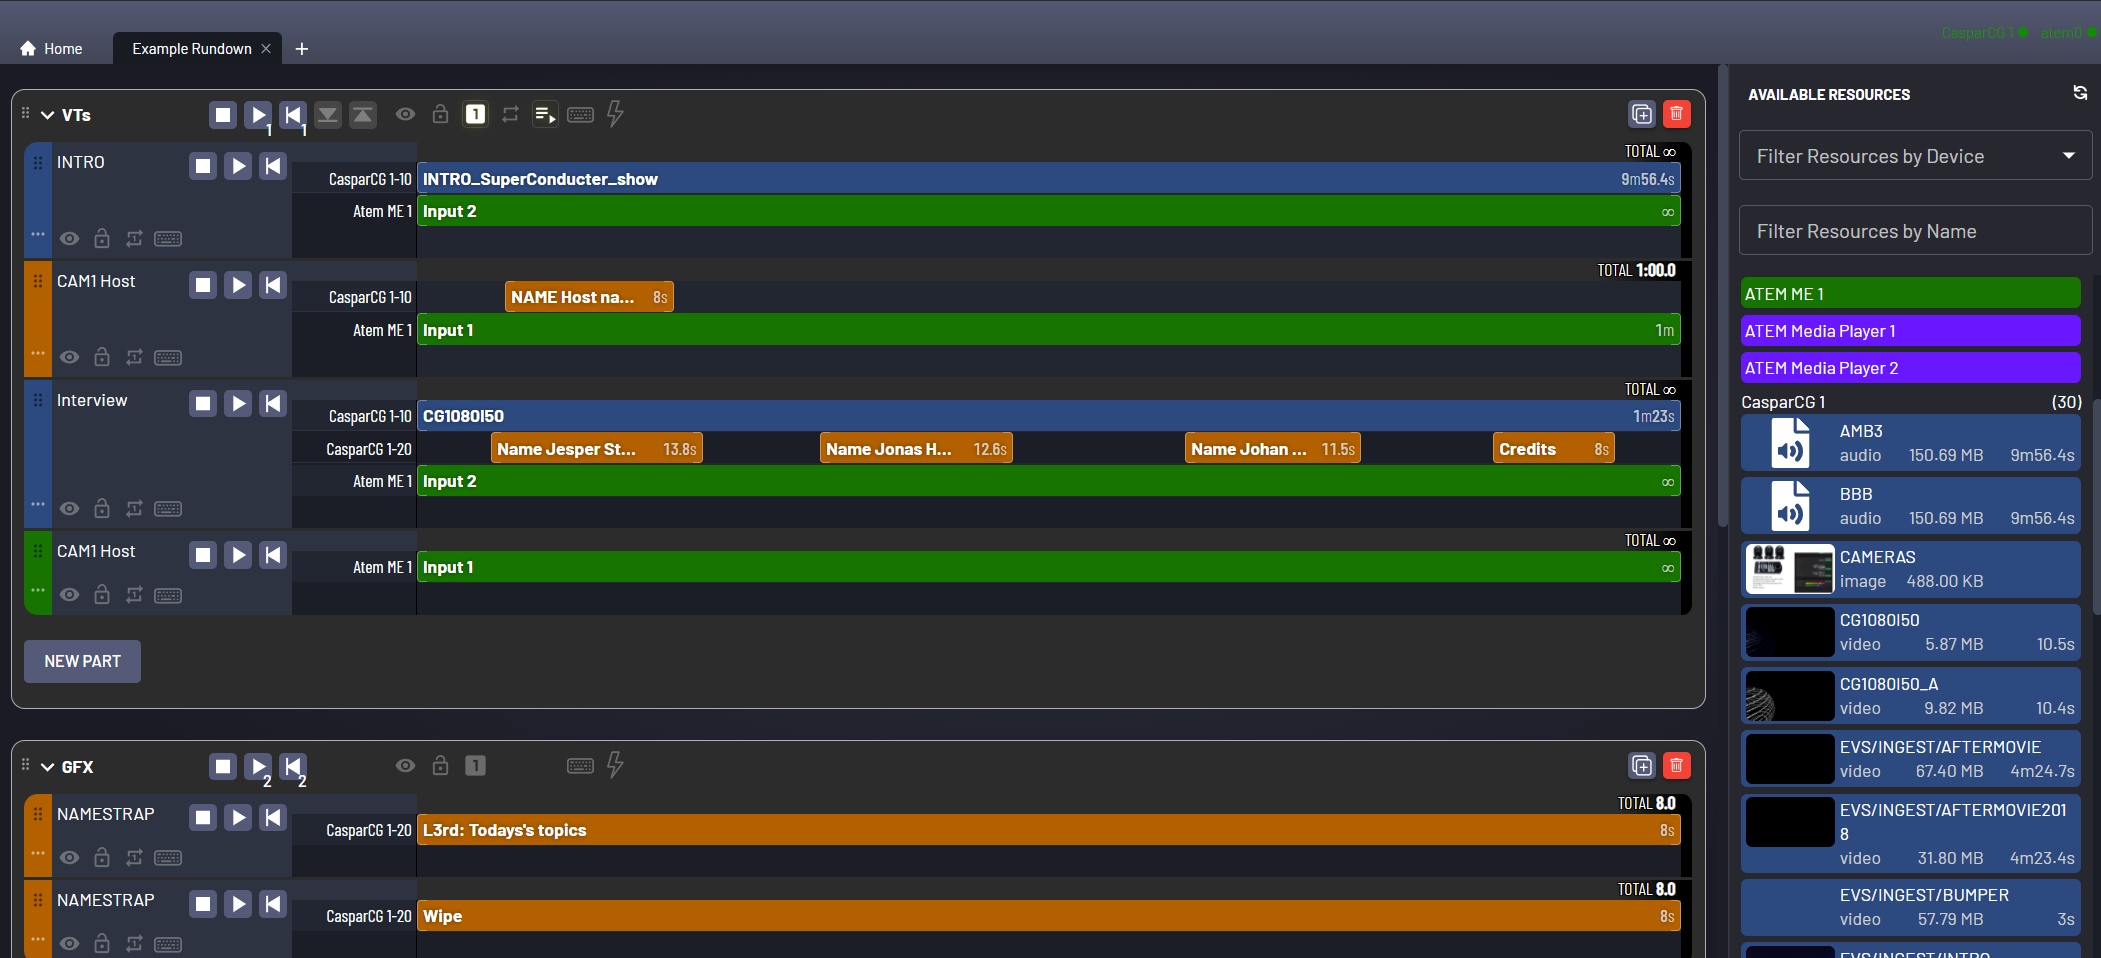 Home
Example Rundown
CasparCG 1
atem0
VTs
1
1
1
INTRO
TOTAL ∞
CasparCG 1-10
INTRO_SuperConducter_show
9m56.4s
Atem ME 1
Input 2
∞
CAM1 Host
TOTAL 1:00.0
CasparCG 1-10
NAME Host na...
8s
Atem ME 1
Input 1
1m
Interview
TOTAL ∞
CasparCG 1-10
CG1080I50
1m23s
CasparCG 1-20
Name Jesper St...
13.8s
Name Jonas H...
12.6s
Name Johan ...
11.5s
Credits
8s
Atem ME 1
Input 2
∞
CAM1 Host
TOTAL ∞
Atem ME 1
Input 1
∞
NEW PART
GFX
2
2
1
NAMESTRAP
TOTAL 8.0
CasparCG 1-20
L3rd: Todays's topics
8s
NAMESTRAP
TOTAL 8.0
CasparCG 1-20
Wipe
8s
AVAILABLE RESOURCES
Filter Resources by Device
Filter Resources by Name
ATEM ME 1
ATEM Media Player 1
ATEM Media Player 2
CasparCG 1 (30)
AMB3
audio 150.69 MB 9m56.4s
BBB
audio 150.69 MB 9m56.4s
CAMERAS
image 488.00 KB
CG1080I50
video 5.87 MB 10.5s
CG1080I50_A
video 9.82 MB 10.4s
EVS/INGEST/AFTERMOVIE
video 67.40 MB 4m24.7s
EVS/INGEST/AFTERMOVIE201
8
video 31.80 MB 4m23.4s
EVS/INGEST/BUMPER
video 57.79 MB 3s
EVS/INGEST/INTRO